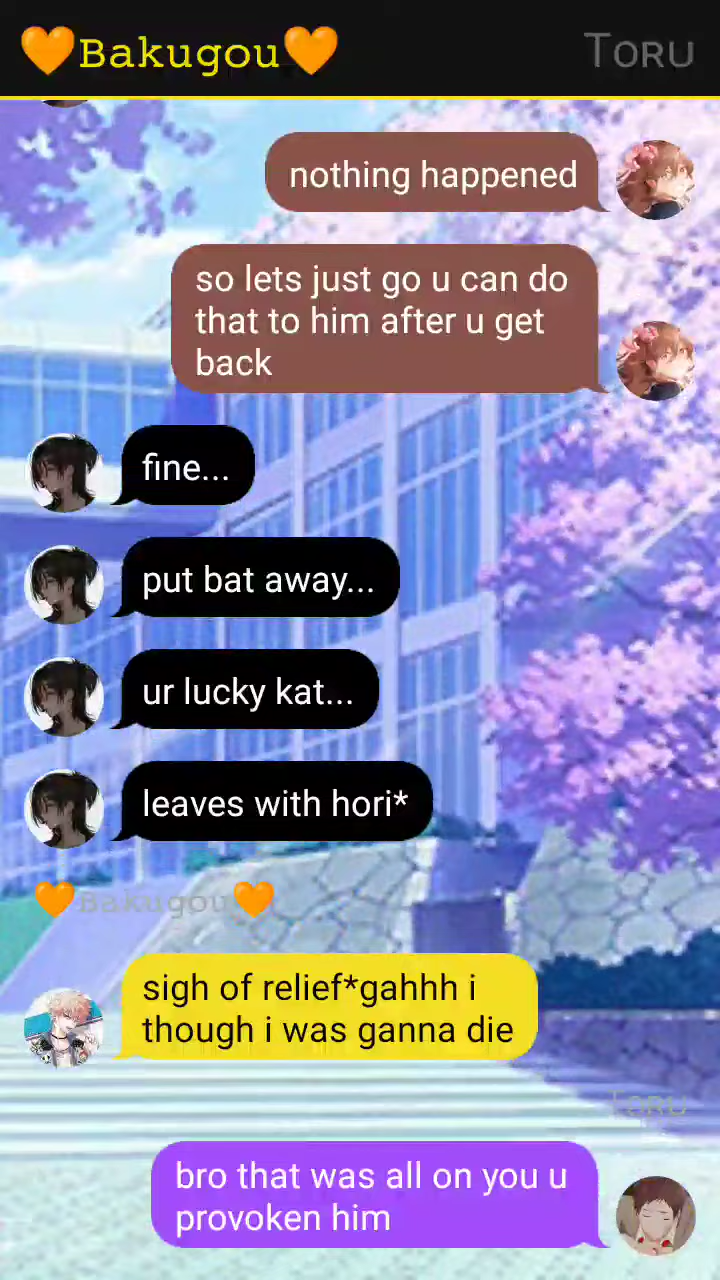 🧡Bakugou🧡 Toru
nothing happened
so lets just go u can do
that to him after u get
back
fine...
put bat away...
ur lucky kat...
leaves with hori*
🧡Bakugou🧡
sigh of relief*gahhh i
though i was ganna die
Toru
bro that was all on you u
provoken him